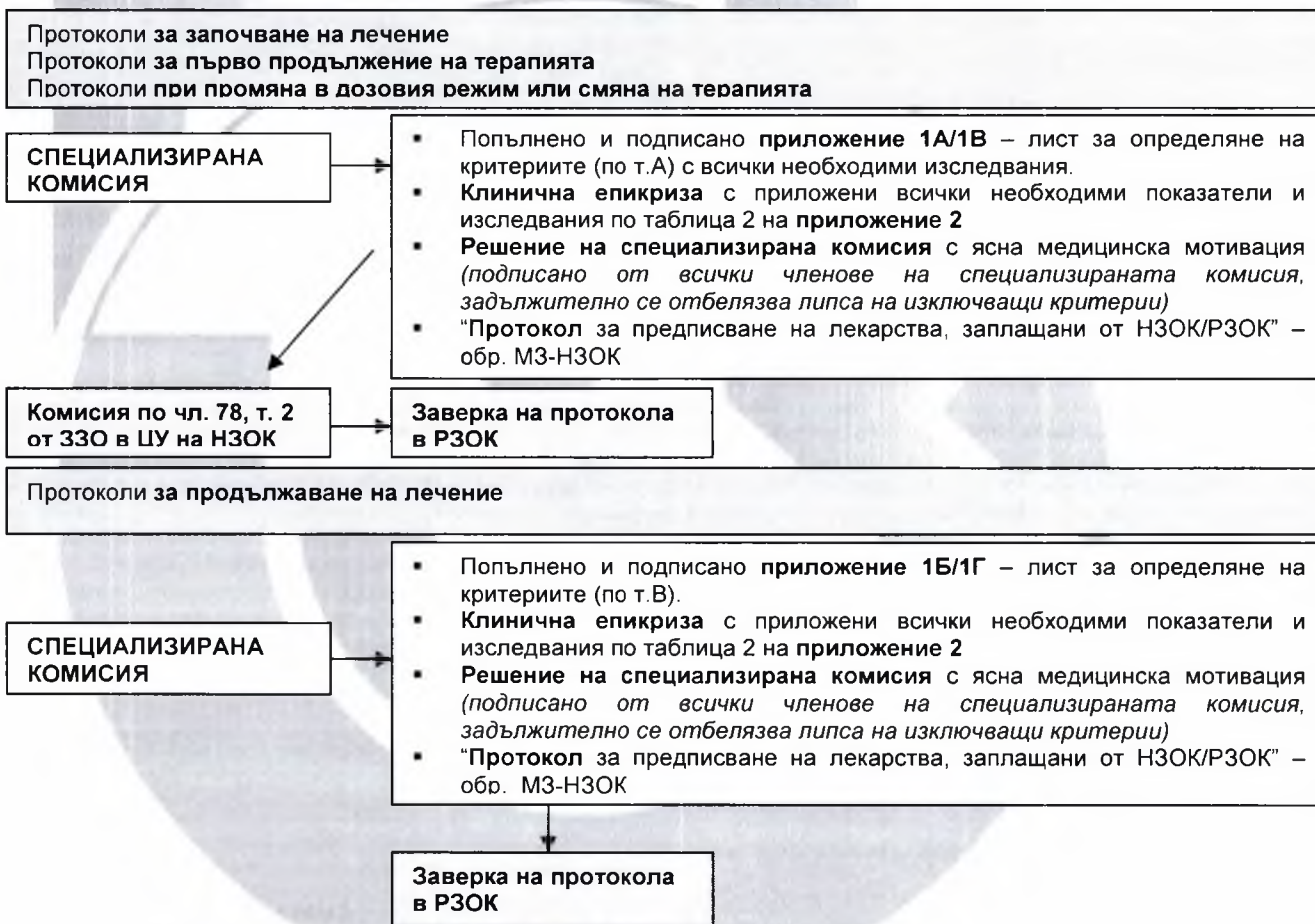 Протоколи за започване на лечение
Протоколи за първо продължение на терапията
Протоколи при промяна в дозовия режим или смяна на терапията
СПЕЦИАЛИЗИРАНА
КОМИСИЯ
▪ Попълнено и подписано приложение 1А/1В – лист за определяне на
критериите (по т.А) с всички необходими изследвания.
▪ Клинична епикриза с приложени всички необходими показатели и
изследвания по таблица 2 на приложение 2
▪ Решение на специализирана комисия с ясна медицинска мотивация
(подписано от всички членове на специализираната комисия,
задължително се отбелязва липса на изключващи критерии)
▪ “Протокол за предписване на лекарства, заплащани от НЗОК/РЗОК” –
обр. МЗ-НЗОК
Комисия по чл. 78, т. 2
от ЗЗО в ЦУ на НЗОК
Заверка на протокола
в РЗОК
Протоколи за продължаване на лечение
СПЕЦИАЛИЗИРАНА
КОМИСИЯ
▪ Попълнено и подписано приложение 1Б/1Г – лист за определяне на
критериите (по т.В).
▪ Клинична епикриза с приложени всички необходими показатели и
изследвания по таблица 2 на приложение 2
▪ Решение на специализирана комисия с ясна медицинска мотивация
(подписано от всички членове на специализираната комисия,
задължително се отбелязва липса на изключващи критерии)
▪ “Протокол за предписване на лекарства, заплащани от НЗОК/РЗОК” –
обр. МЗ-НЗОК
Заверка на протокола
в РЗОК